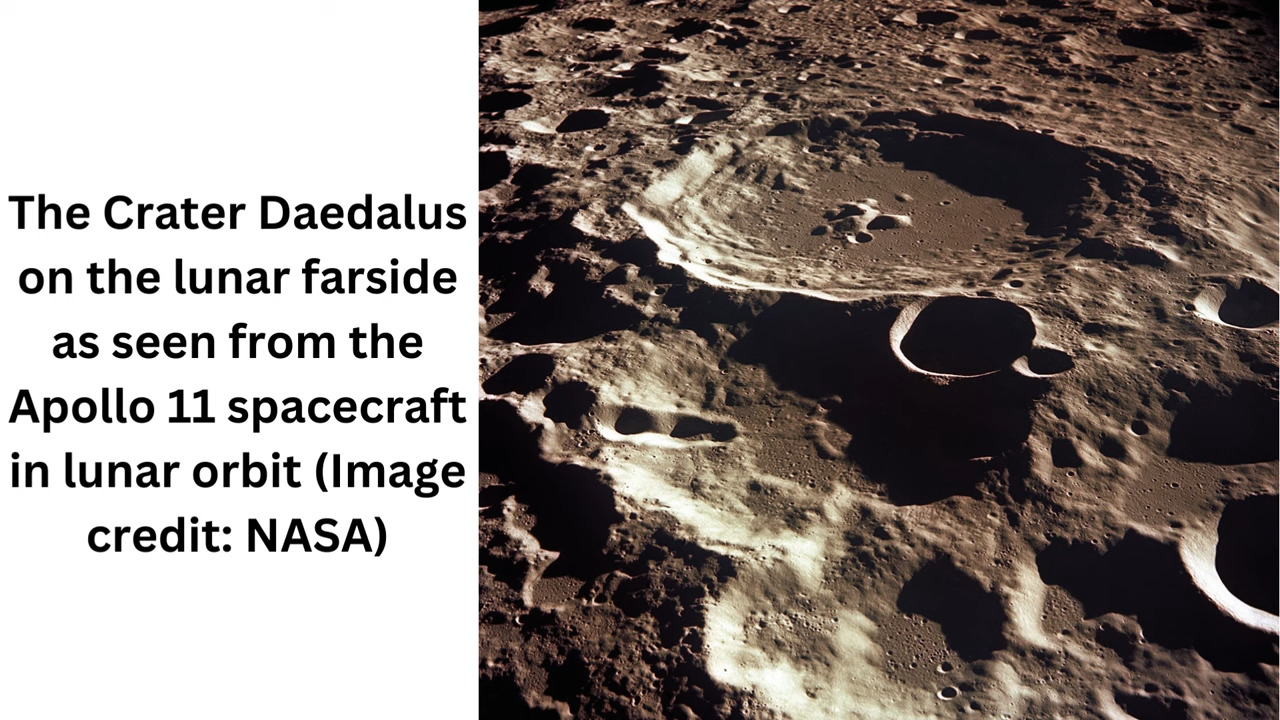 The Crater Daedalus
on the lunar farside
as seen from the
Apollo 11 spacecraft
in lunar orbit (Image
credit: NASA)